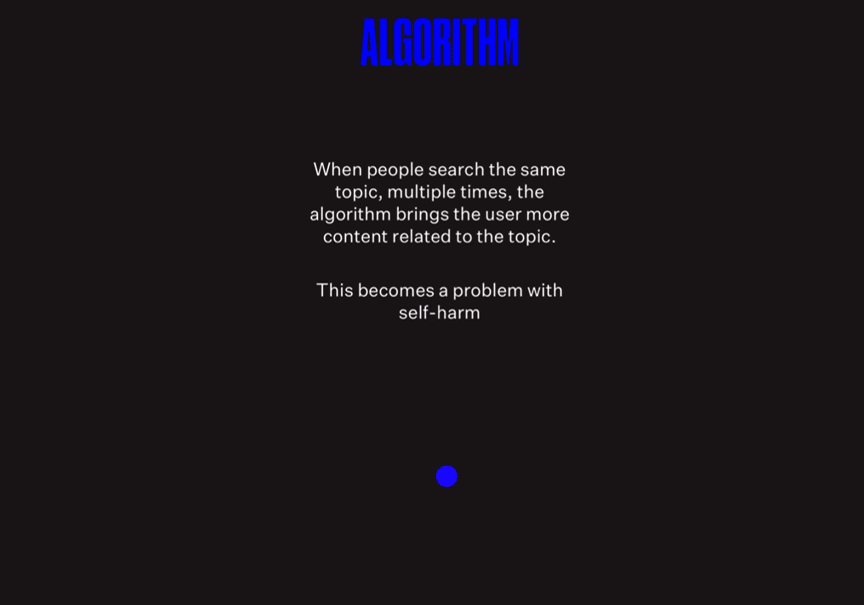 ALGORITHM
When people search the same
topic, multiple times, the
algorithm brings the user more
content related to the topic.
This becomes a problem with
self-harm